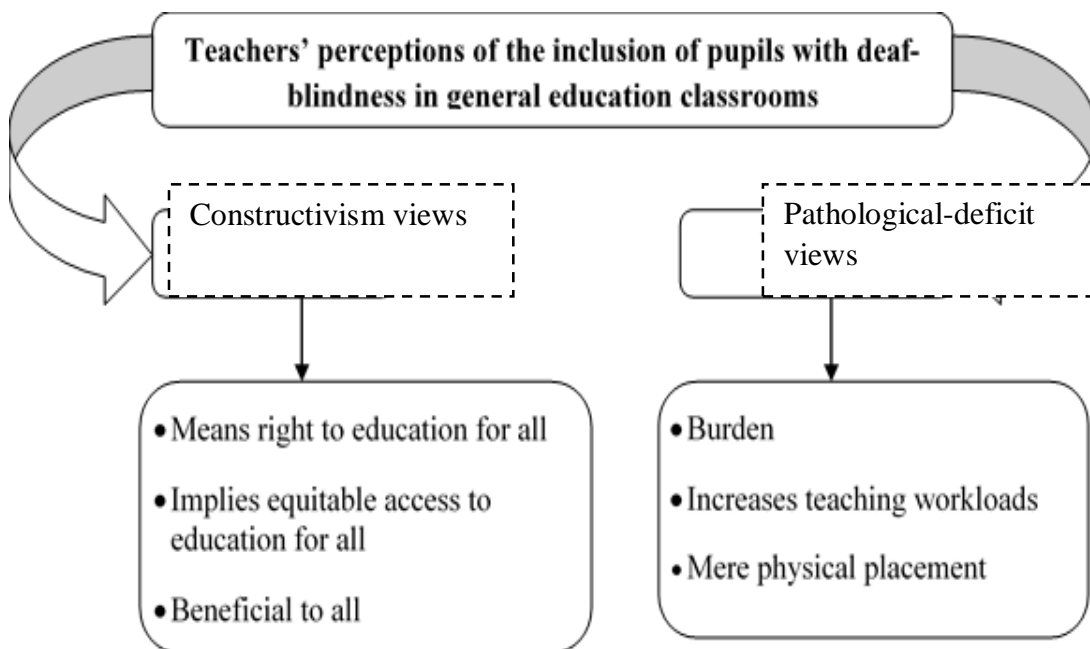 Teachers’ perceptions of the inclusion of pupils with deaf-
blindness in general education classrooms
Constructivism views
Pathological-deficit
views
•Means right to education for all
•Implies equitable access to
education for all
•Beneficial to all
•Burden
•Increases teaching workloads
•Mere physical placement